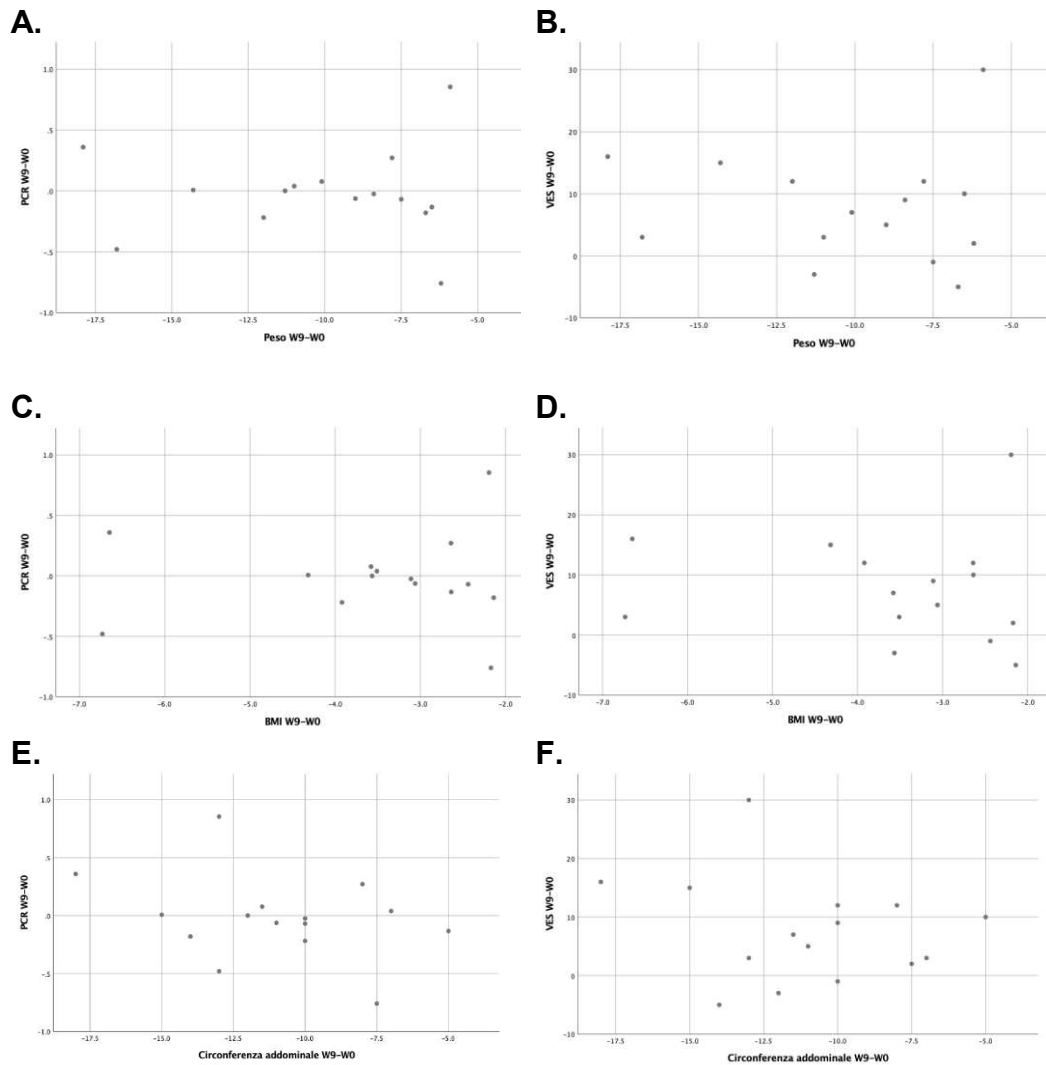 A.
1.0
.5
.0
-.5
-1.0
PCR W9-W0
-17.5 -15.0 -12.5 -10.0 -7.5 -5.0
Peso W9-W0
B.
30
20
10
0
-10
VES W9-W0
-17.5 -15.0 -12.5 -10.0 -7.5 -5.0
Peso W9-W0
C.
1.0
.5
.0
-.5
-1.0
PCR W9-W0
-7.0 -6.0 -5.0 -4.0 -3.0 -2.0
BMI W9-W0
D.
30
20
10
0
-10
VES W9-W0
-7.0 -6.0 -5.0 -4.0 -3.0 -2.0
BMI W9-W0
E.
1.0
.5
.0
-.5
-1.0
PCR W9-W0
-17.5 -15.0 -12.5 -10.0 -7.5 -5.0
Circonferenza addominale W9-W0
F.
30
20
10
0
-10
VES W9-W0
-17.5 -15.0 -12.5 -10.0 -7.5 -5.0
Circonferenza addominale W9-W0